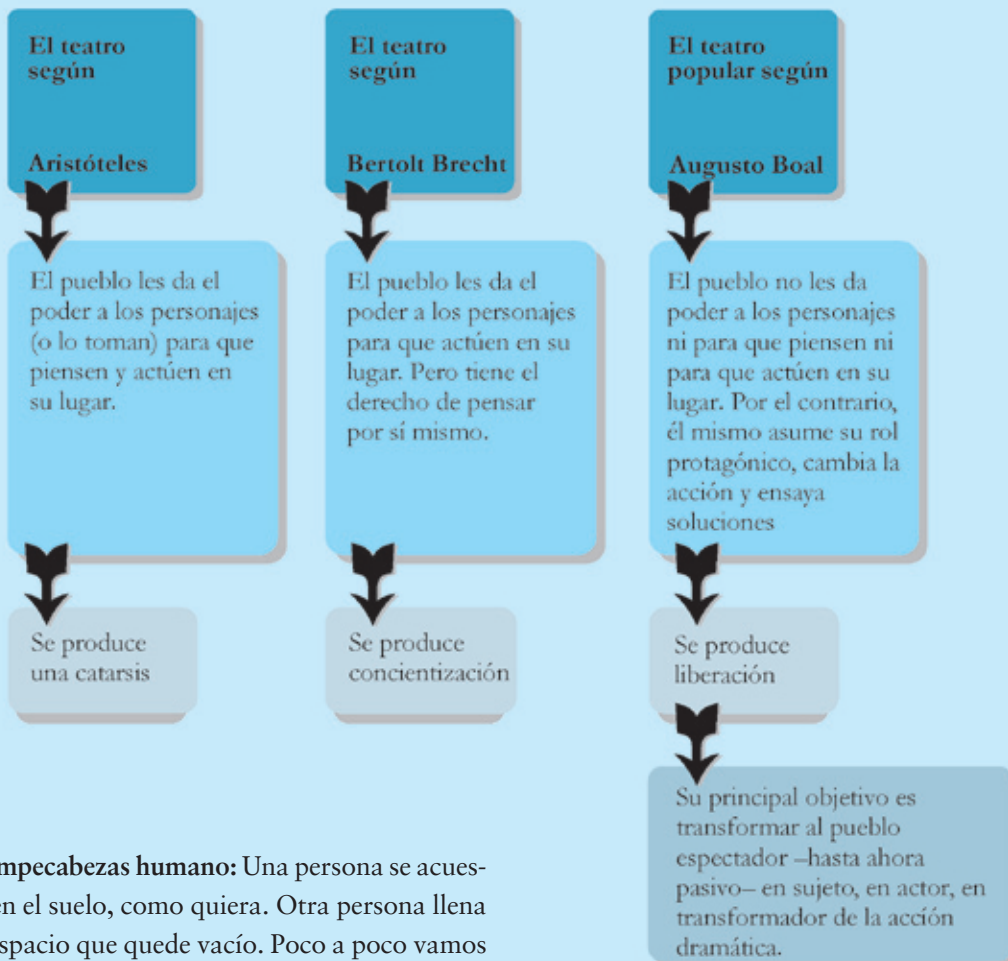 El teatro
según
Aristóteles
El pueblo les da el
poder a los personajes
(o lo toman) para que
piensen y actúen en
su lugar.
Se produce
una catarsis
El teatro
según
Bertolt Brecht
El pueblo les da el
poder a los personajes
para que actúen en su
lugar. Pero tiene el
derecho de pensar
por sí mismo.
Se produce
concientización
El teatro
popular según
Augusto Boal
El pueblo no les da
poder a los personajes
ni para que piensen ni
para que actúen en su
lugar. Por el contrario,
él mismo asume su rol
protagónico, cambia la
acción y ensaya
soluciones
Se produce
liberación
Su principal objetivo es
transformar al pueblo
espectador –hasta ahora
pasivo– en sujeto, en actor, en
transformador de la acción
dramática.
mpecabezas humano: Una persona se acues-
en el suelo, como quiera. Otra persona llena
spacio que quede vacío. Poco a poco vamos